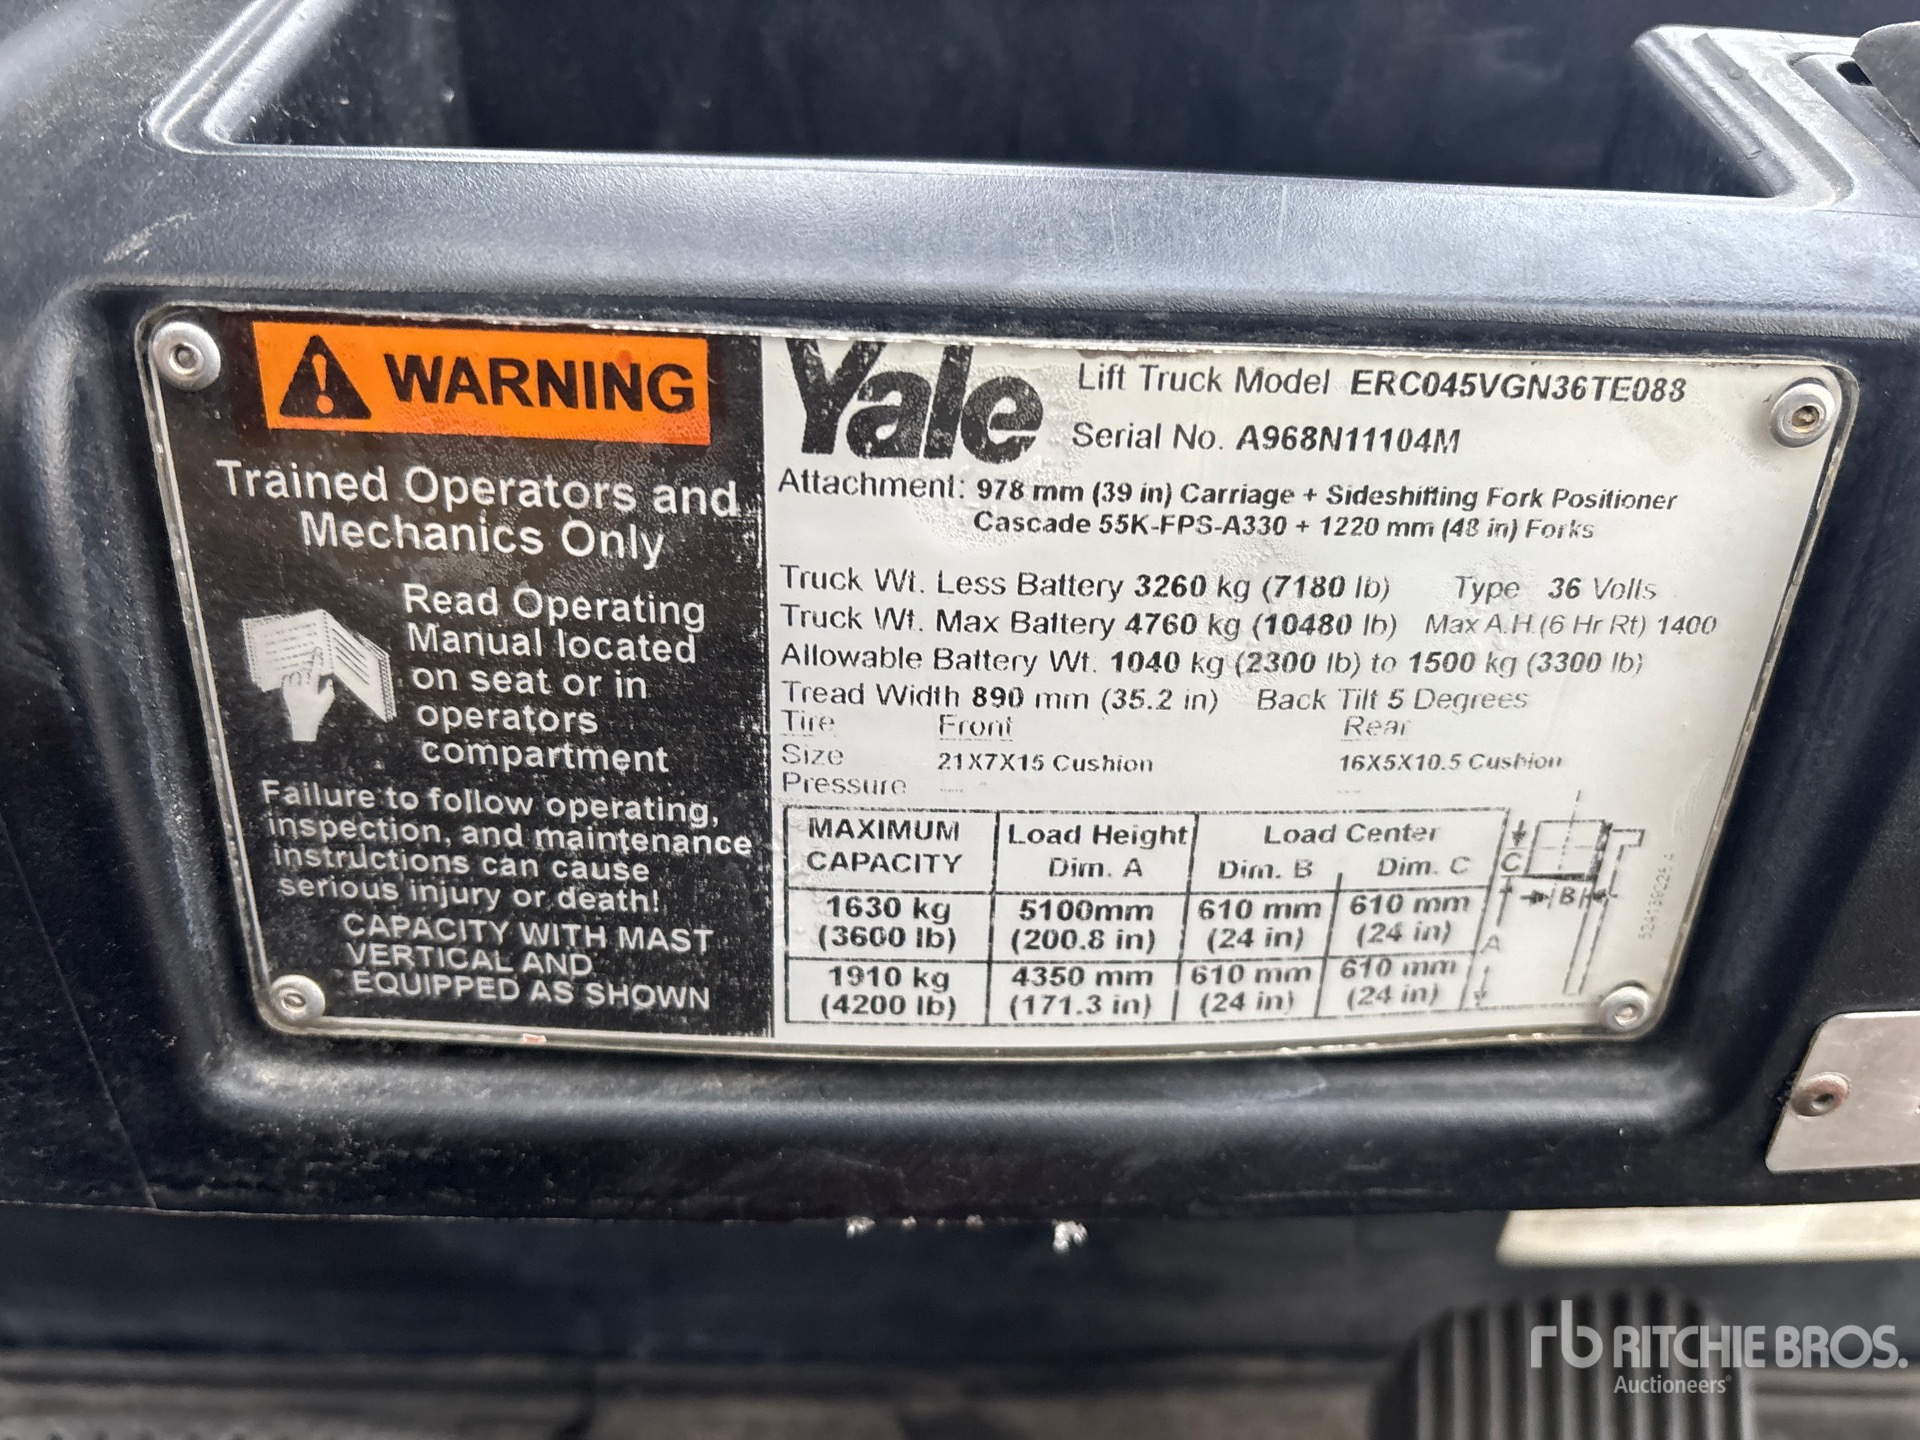 WARNING
Trained Operators and
Mechanics Only
Read Operating
Manual located
on seat or in
operators
compartment
Failure to follow operating,
inspection, and maintenance
instructions can cause
serious injury or death!
CAPACITY WITH MAST
VERTICAL AND
EQUIPPED AS SHOWN
Yale
Lift Truck Model ERC045VGN36TE088
Serial No. A968N11104M
Attachment: 978 mm (39 in) Carriage + Sideshifting Fork Positioner
Cascade 55K-FPS-A330 + 1220 mm (48 in) Forks
Truck Wt. Less Battery 3260 kg (7180 lb) Type 36 Volts
Truck Wt. Max Battery 4760 kg (10480 lb) Max A.H.(6 Hr Rt) 1400
Allowable Battery Wt. 1040 kg (2300 lb) to 1500 kg (3300 lb)
Tread Width 890 mm (35.2 in) Back Tilt 5 Degrees
Tire Front Rear
Size 21X7X15 Cushion 16X5X10.5 Cushion
Pressure ---- ---
MAXIMUM CAPACITY Load Height Dim. A Load Center Dim. B Dim. C
1630 kg (3600 lb) 5100mm (200.8 in) 610 mm (24 in) 610 mm (24 in)
1910 kg (4200 lb) 4350 mm (171.3 in) 610 mm (24 in) 610 mm (24 in)
C
B
A
rb RITCHIE BROS.
Auctioneers